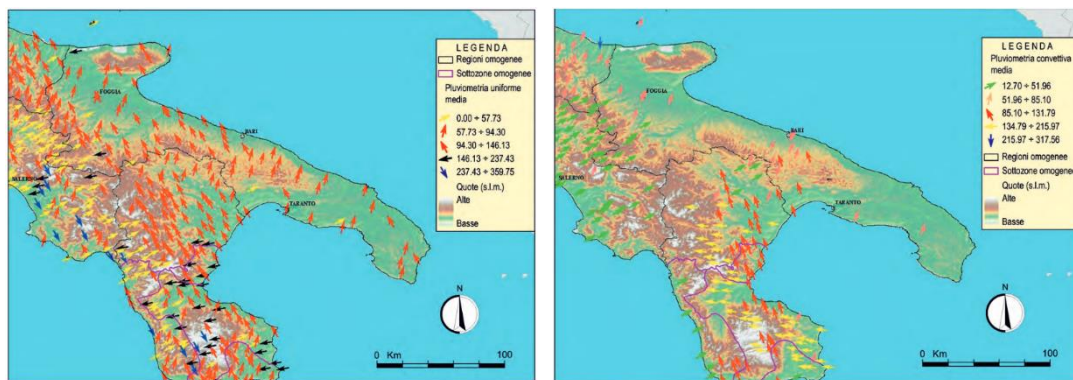 LEGENDA
Regioni omogenee
Sottozone omogenee
Pluviometria uniforme
media
0.00 ÷ 57.73
57.73 ÷ 94.30
94.30 ÷ 146.13
146.13 ÷ 237.43
237.43 ÷ 359.75
Quote (s.l.m.)
Alte
Basse
FOGGIA
BARI
SALERNO
TARANTO
N
0 Km 100
LEGENDA
Pluviometria convettiva
media
12.70 ÷ 51.96
51.96 ÷ 85.10
85.10 ÷ 131.79
134.79 ÷ 215.97
215.97 ÷ 317.56
Regioni omogenee
Sottozone omogenee
Quote (s.l.m.)
Alte
Basse
FOGGIA
BARI
SALERNO
TARANTO
N
0 Km 100